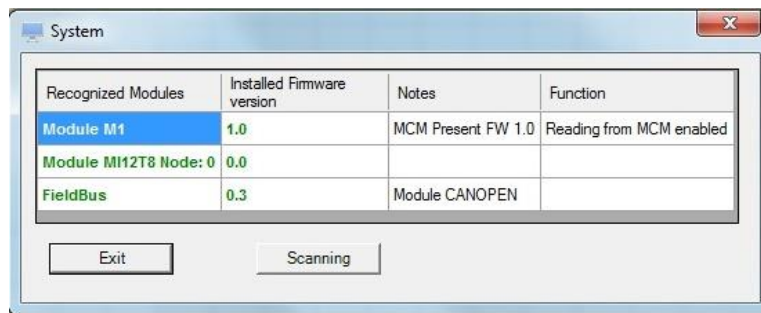 System
Recognized Modules Installed Firmware version Notes Function
Module M1 1.0 MCM Present FW 1.0 Reading from MCM enabled
Module MI12T8 Node: 0 0.0
FieldBus 0.3 Module CANOPEN
Exit Scanning